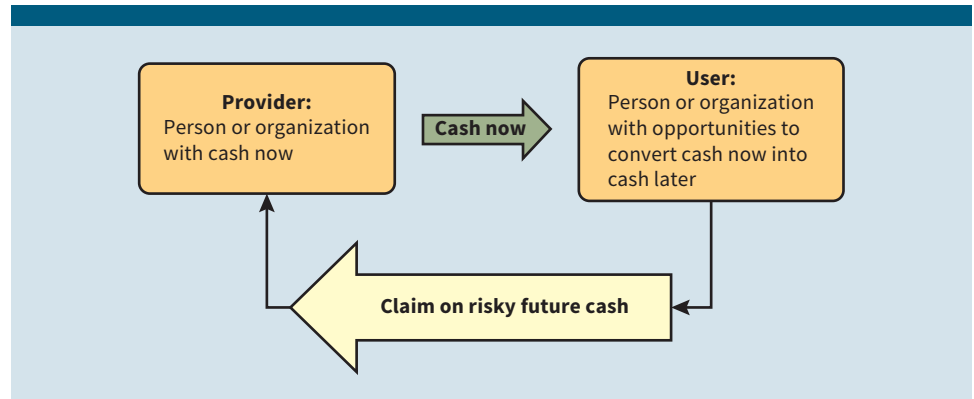 Provider:
Person or organization
with cash now
Cash now
User:
Person or organization
with opportunities to
convert cash now into
cash later
Claim on risky future cash